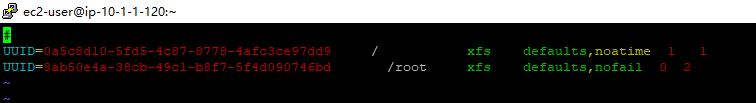 ec2-user@ip-10-1-1-120:~
#
UUID=0a5c8d10-5fd5-4c87-8778-4afc3ce97dd9 / xfs defaults,noatime 1 1
UUID=8ab50e4a-38cb-49c1-b8f7-5f4d090746bd /root xfs defaults,nofail 0 2
~
~